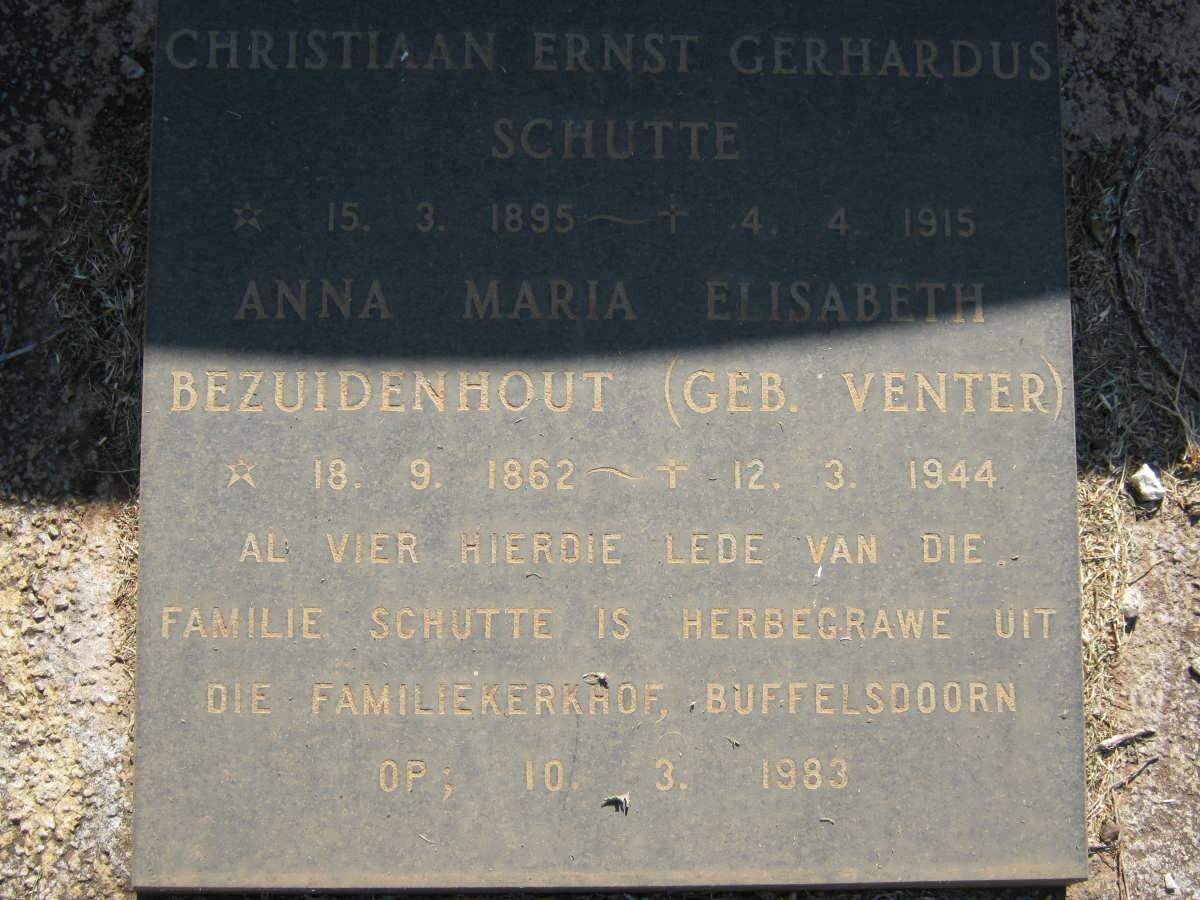 CHRISTIAAN ERNST GERHARDUS
SCHUTTE
☆ 15. 3. 1895 ~ † 4. 4. 1915
ANNA MARIA ELISABETH
BEZUIDENHOUT (GEB. VENTER)
☆ 18. 9. 1862 ~ † 12. 3. 1944
AL VIER HIERDIE LEDE VAN DIE
FAMILIE SCHUTTE IS HERBEGRAWE UIT
DIE FAMILIEKERKHOF, BUFFELSDOORN
OP; 10. 3. 1983